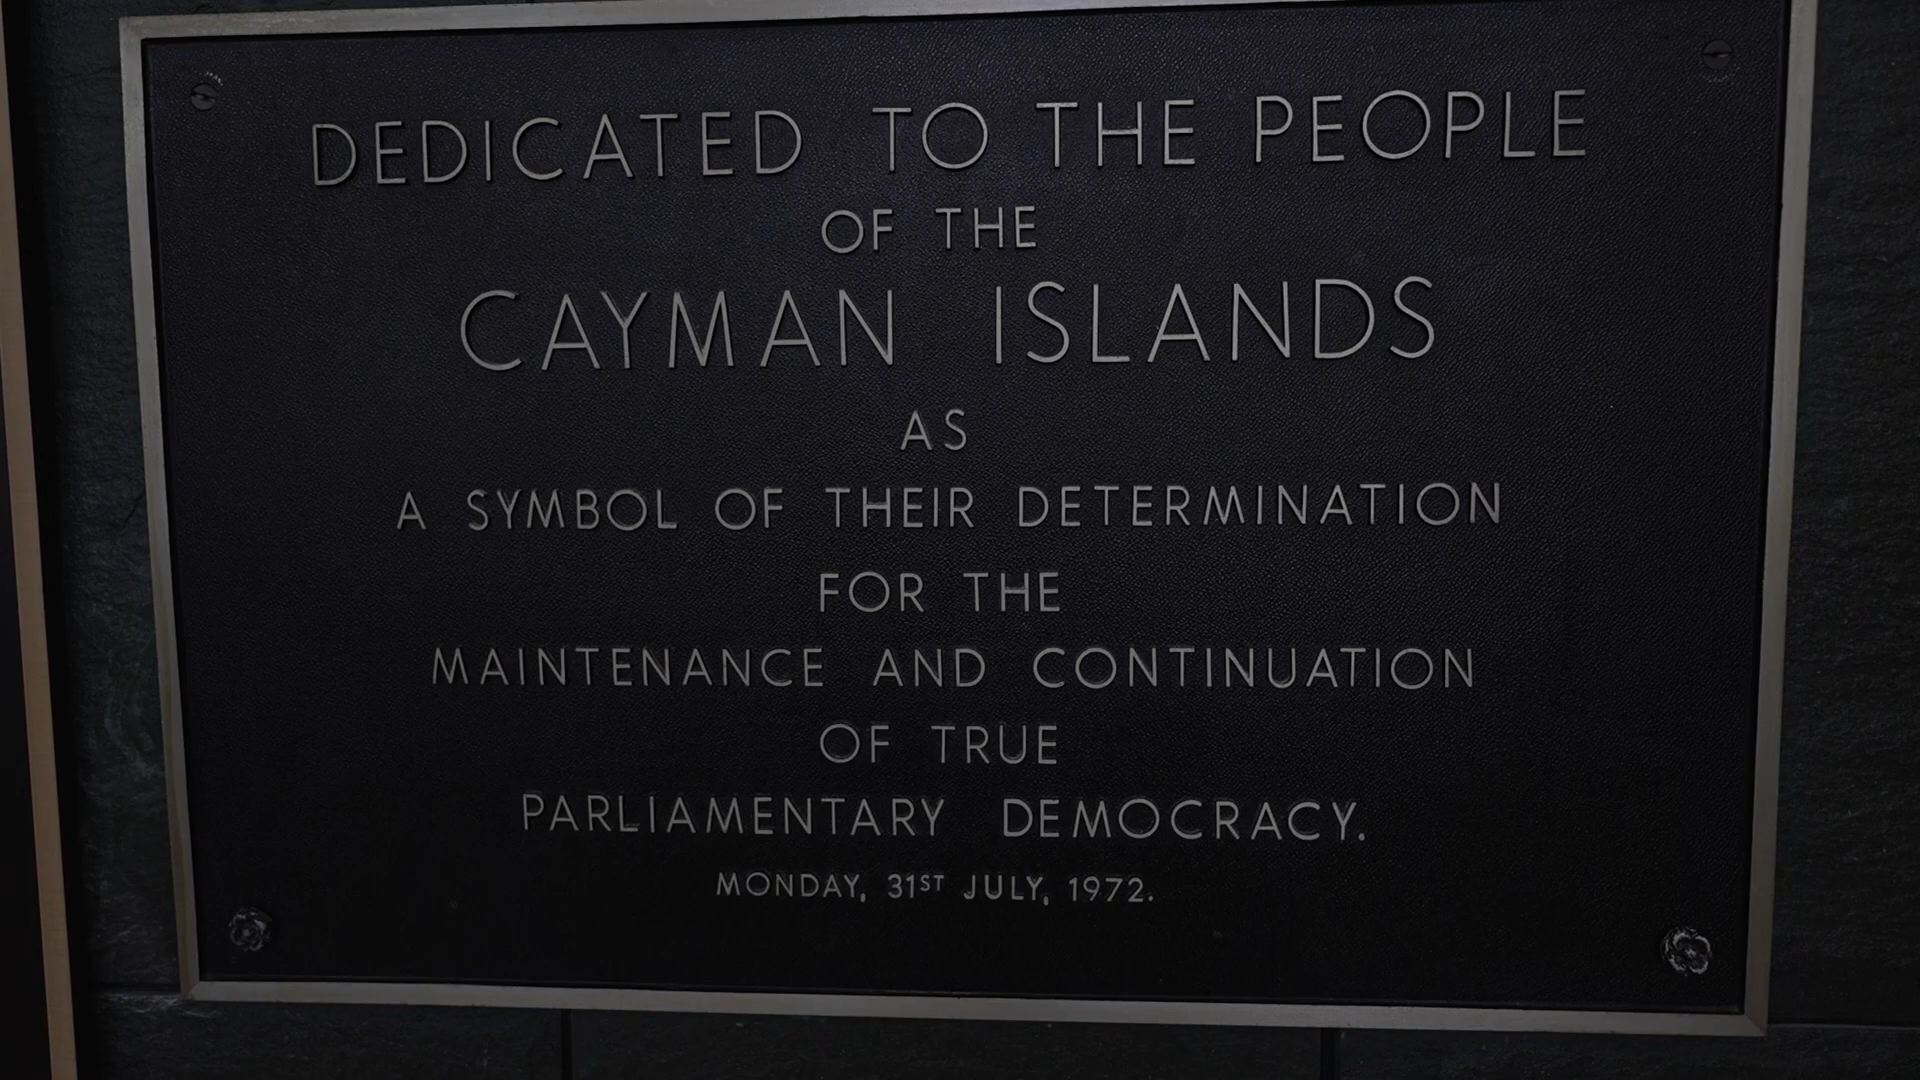 DEDICATED TO THE PEOPLE
OF THE
CAYMAN ISLANDS
AS
A SYMBOL OF THEIR DETERMINATION
FOR THE
MAINTENANCE AND CONTINUATION
OF TRUE
PARLIAMENTARY DEMOCRACY.
MONDAY, 31ST JULY, 1972.